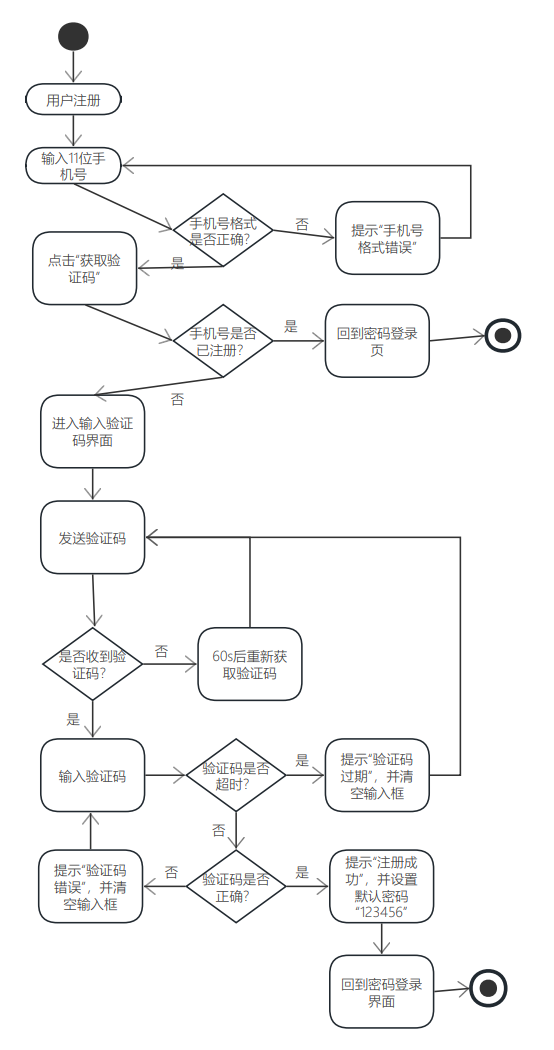 用户注册
输入11位手
机号
手机号格式
是否正确？
否
提示“手机号
格式错误”
是
点击“获取验
证码”
手机号是否
已注册？
是
回到密码登录
页
否
进入输入验证
码界面
发送验证码
是否收到验
证码？
否
60s后重新获
取验证码
是
输入验证码
验证码是否
超时？
是
提示“验证码
过期”，并清
空输入框
否
提示“验证码
错误”，并清
空输入框
否
验证码是否
正确？
是
提示“注册成
功”，并设置
默认密码
“123456”
回到密码登录
界面